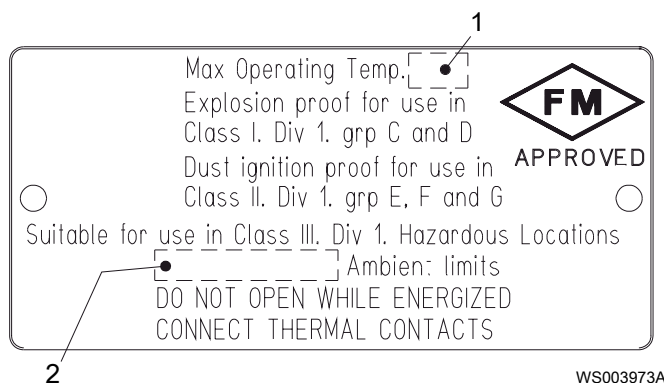 1
Max Operating Temp.
Explosion proof for use in
Class I. Div 1. grp C and D
FM
APPROVED
Dust ignition proof for use in
Class II. Div 1. grp E, F and G
Suitable for use in Class III. Div 1. Hazardous Locations
Ambien: limits
DO NOT OPEN WHILE ENERGIZED
CONNECT THERMAL CONTACTS
2
WS003973A